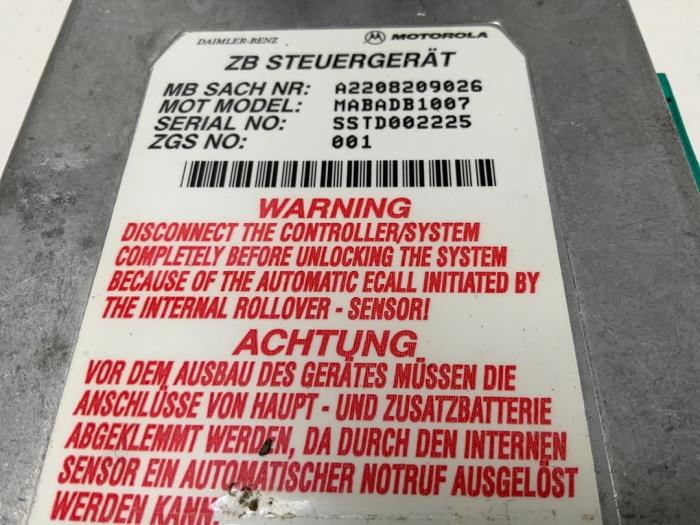 DAIMLER-BENZ MOTOROLA
ZB STEUERGERÄT
MB SACH NR: A2208209026
MOT MODEL: MABADB1007
SERIAL NO: SSTD002225
ZGS NO: 001
WARNING
DISCONNECT THE CONTROLLER/SYSTEM
COMPLETELY BEFORE UNLOCKING THE SYSTEM
BECAUSE OF THE AUTOMATIC ECALL INITIATED BY
THE INTERNAL ROLLOVER - SENSOR!
ACHTUNG
VOR DEM AUSBAU DES GERÄTES MÜSSEN DIE
ANSCHLÜSSE VON HAUPT - UND ZUSATZBATTERIE
ABGEKLEMMT WERDEN, DA DURCH DEN INTERNEN
SENSOR EIN AUTOMATISCHER NOTRUF AUSGELÖST
WERDEN KANN.